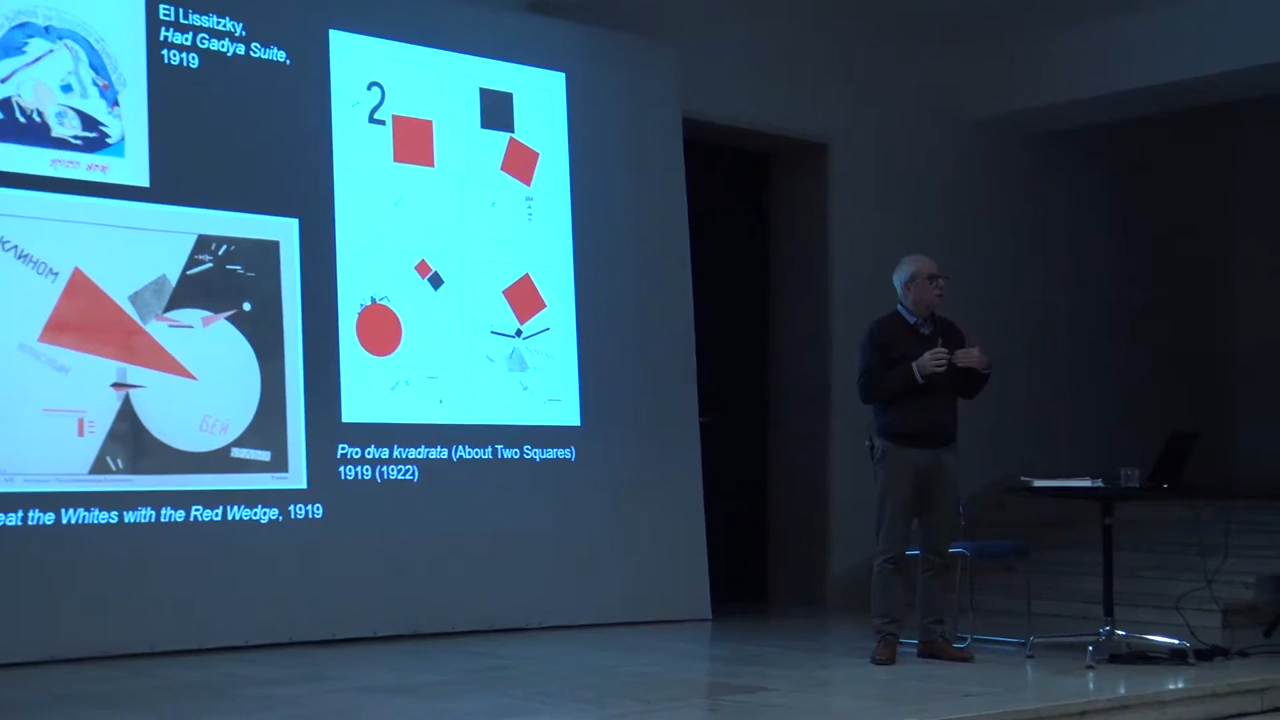 El Lissitzky,
Had Gadya Suite,
1919
2
КЛИНОМ
КРАСНЫМ
БЕЙ
Pro dva kvadrata (About Two Squares)
1919 (1922)
eat the Whites with the Red Wedge, 1919